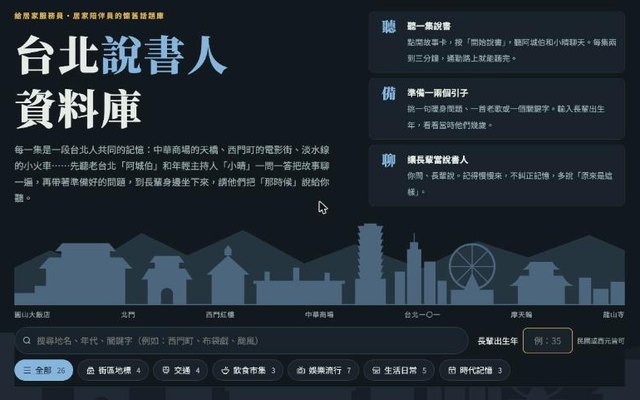 給居家服務員・居家陪伴員的懷舊話題庫
台北說書人
資料庫
每一集是一段台北人共同的記憶：中華商場的天橋、西門町的電影街、淡水線
的小火車⋯⋯先聽老台北「阿城伯」和年輕主持人「小晴」一問一答把故事聊
一遍，再帶著準備好的問題，到長輩身邊坐下來，請他們把「那時候」說給你
聽。
聽
聽一集說書
點開故事卡，按「開始說書」，聽阿城伯和小晴聊天。每集兩
到三分鐘，通勤路上就能聽完。
備
準備一兩個引子
挑一句暖身問題、一首老歌或一個關鍵字。輸入長輩出生
年，看看當時他們幾歲。
聊
讓長輩當說書人
你問、長輩說。記得慢慢來，不糾正記憶，多說「原來是這
樣」。
圓山大飯店
北門
西門紅樓
中華商場
台北一〇一
摩天輪
龍山寺
搜尋地名、年代、關鍵字（例如：西門町、布袋戲、颱風）
長輩出生年
例：35
民國或西元皆可
全部 26
街區地標 4
交通 4
飲食市集 3
娛樂流行 7
生活日常 5
時代記憶 3